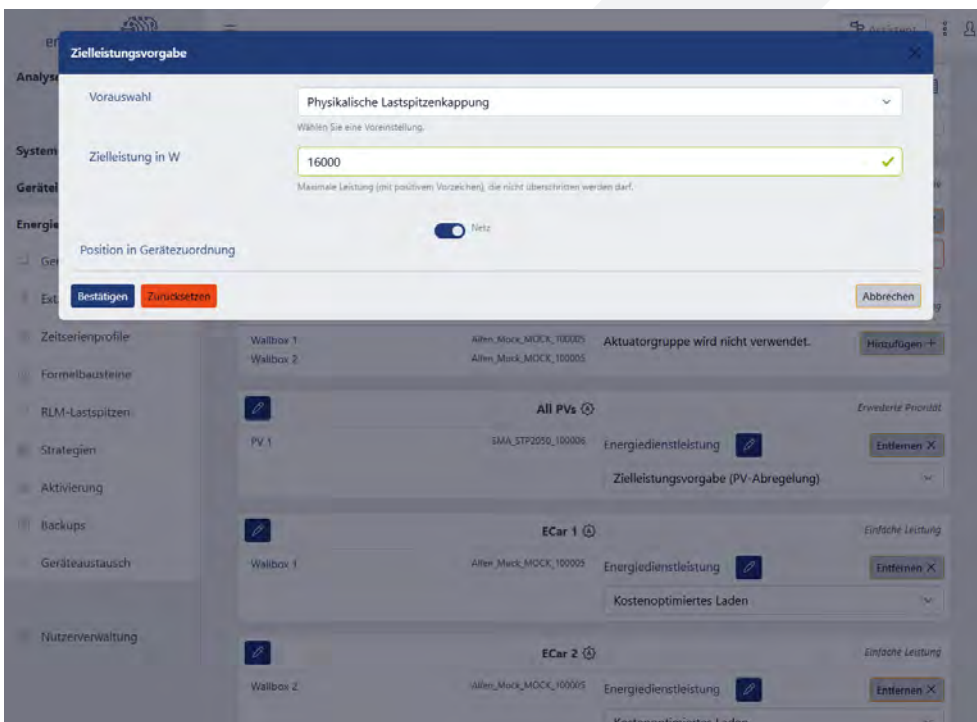 Assistent
Zielleistungsvorgabe
Vorauswahl
Physikalische Lastspitzenkappung
Wählen Sie eine Voreinstellung.
Zielleistung in W
16000
Maximale Leistung (mit positivem Vorzeichen), die nicht überschritten werden darf.
Netz
Position in Gerätezuordnung
Bestätigen
Zurücksetzen
Abbrechen
System
Zeitserienprofile
Formelbausteine
RLM-Lastspitzen
Strategien
Aktivierung
Backups
Geräteaustausch
Nutzerverwaltung
Wallbox 1 Allen_Mock_MOCK_100005 Aktuatorgruppe wird nicht verwendet. Hinzufügen +
Wallbox 2 Allen_Mock_MOCK_100005
All PVs Erweiterte Priorität
PV 1 SMA_STP2050_100006 Energiedienstleistung Entfernen X
Zielleistungsvorgabe (PV-Abregelung)
ECar 1 Einfache Leistung
Wallbox 1 Allen_Mock_MOCK_100005 Energiedienstleistung Entfernen X
Kostenoptimiertes Laden
ECar 2 Einfache Leistung
Wallbox 2 Allen_Mock_MOCK_100005 Energiedienstleistung Entfernen X
Kostenoptimiertes Laden